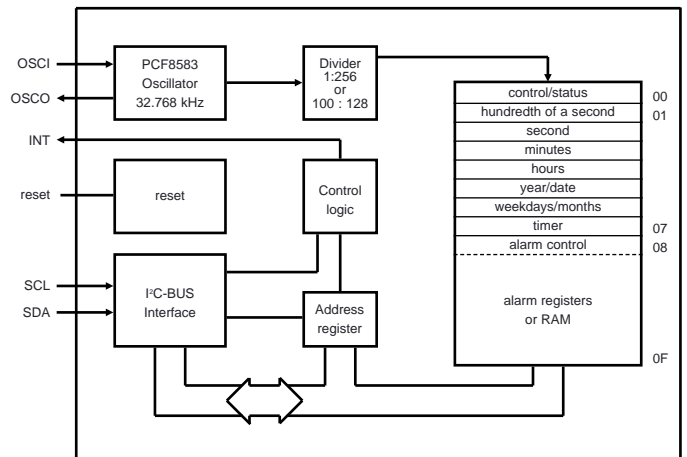 OSCI
OSCO
PCF8583
Oscillator
32.768 kHz
Divider
1:256
or
100 : 128
INT
reset
reset
Control
logic
SCL
SDA
I²C-BUS
Interface
Address
register
control/status
00
hundredth of a second
01
second
minutes
hours
year/date
weekdays/months
timer
07
alarm control
08
alarm registers
or RAM
0F